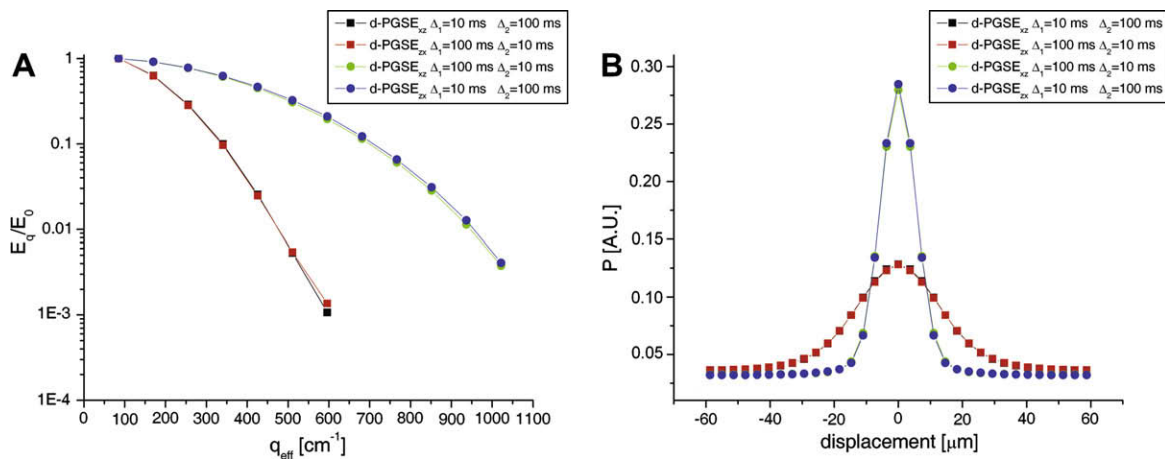 d-PGSExz Δ1=10 ms Δ2=100 ms
d-PGSEzx Δ1=100 ms Δ2=10 ms
d-PGSExz Δ1=100 ms Δ2=10 ms
d-PGSEzx Δ1=10 ms Δ2=100 ms
A
1
0.1
0.01
1E-3
1E-4
Eq/E0
0 100 200 300 400 500 600 700 800 900 1000 1100
qeff [cm-1]
d-PGSExz Δ1=10 ms Δ2=100 ms
d-PGSEzx Δ1=100 ms Δ2=10 ms
d-PGSExz Δ1=100 ms Δ2=10 ms
d-PGSEzx Δ1=10 ms Δ2=100 ms
B
0.30
0.25
0.20
0.15
0.10
0.05
P [A.U.]
-60 -40 -20 0 20 40 60
displacement [μm]